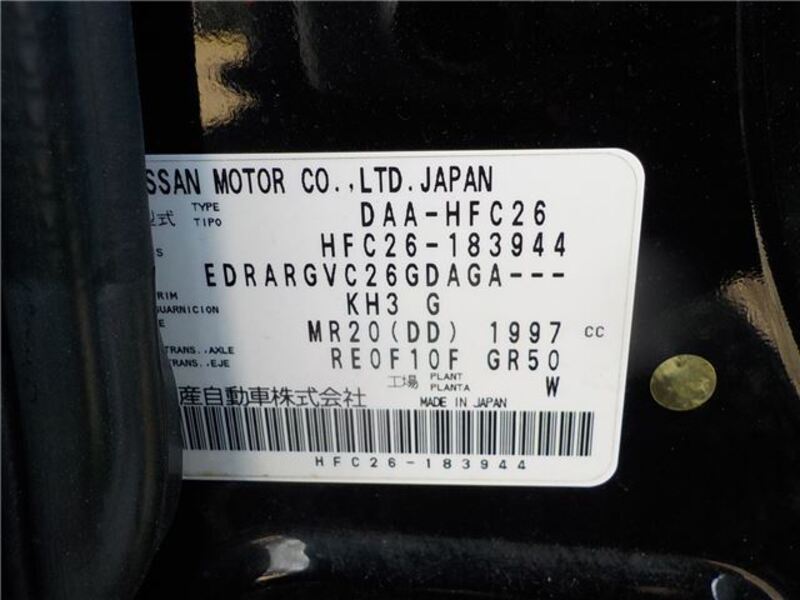 SSAN MOTOR CO.,LTD.JAPAN
型式 TYPE TIPO DAA-HFC26
S HFC26-183944
EDRARGVC26GDAGA---
RIM
GUARNICION KH3 G
E MR20(DD) 1997 CC
TRANS.,AXLE
TRANS.,EJE RE0F10F GR50
工場 PLANT PLANTA W
産自動車株式会社 MADE IN JAPAN
HFC26-183944